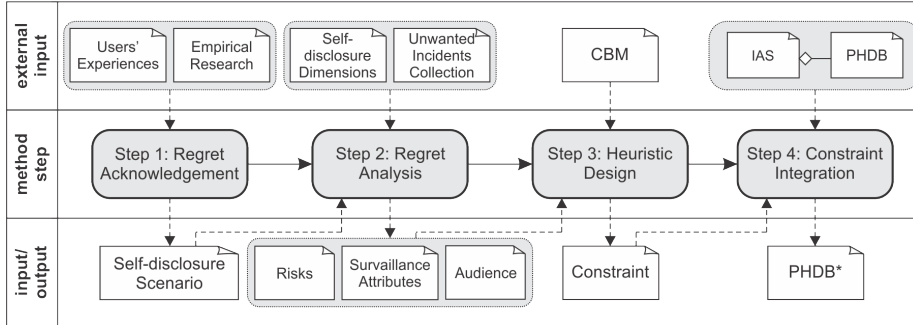 external
input
Users'
Experiences
Empirical
Research
Self-
disclosure
Dimensions
Unwanted
Incidents
Collection
CBM
IAS
PHDB
method
step
Step 1: Regret
Acknowledgement
Step 2: Regret
Analysis
Step 3: Heuristic
Design
Step 4: Constraint
Integration
input/
output
Self-disclosure
Scenario
Risks
Survaillance
Attributes
Audience
Constraint
PHDB*